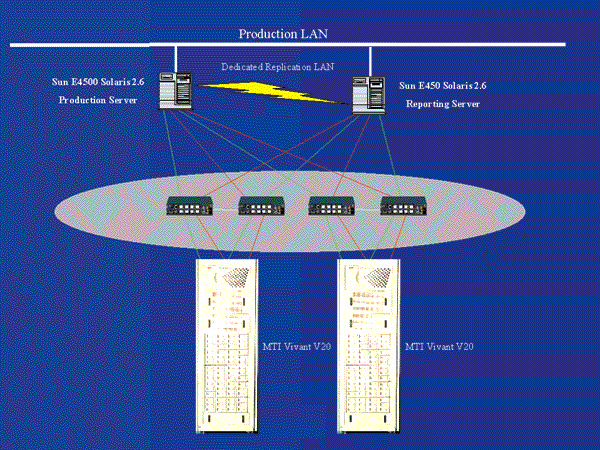 Production LAN
Dedicated Replication LAN
Sun E4500 Solaris 2.6
Production Server
Sun E450 Solaris 2.6
Reporting Server
MTI Vivant V20
MTI Vivant V20